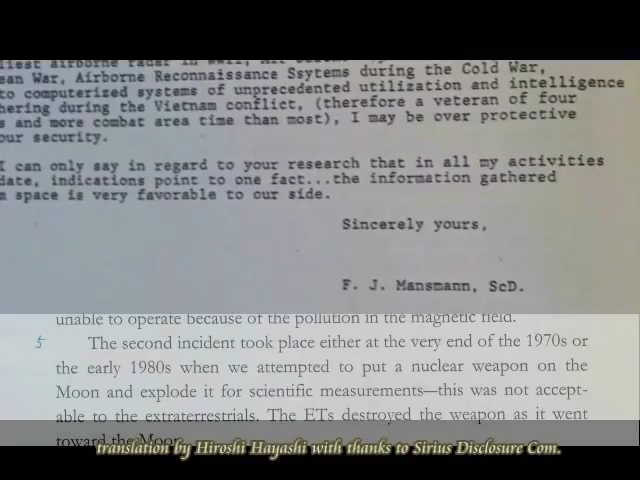 liest airborne radar in WWII,
ean War, Airborne Reconnaissance Ssytems during the Cold War,
to computerized systems of unprecedented utilization and intelligence
hering during the Vietnam conflict, (therefore a veteran of four
s and more combat area time than most), I may be over protective
our security.
I can only say in regard to your research that in all my activities
date, indications point to one fact...the information gathered
m space is very favorable to our side.
Sincerely yours,
F. J. Mansmann, ScD.
unable to operate because of the pollution in the magnetic field.
5 The second incident took place either at the very end of the 1970s or
the early 1980s when we attempted to put a nuclear weapon on the
Moon and explode it for scientific measurements—this was not accept-
able to the extraterrestrials. The ETs destroyed the weapon as it went
toward the Moon.
translation by Hiroshi Hayashi with thanks to Sirius Disclosure Com.